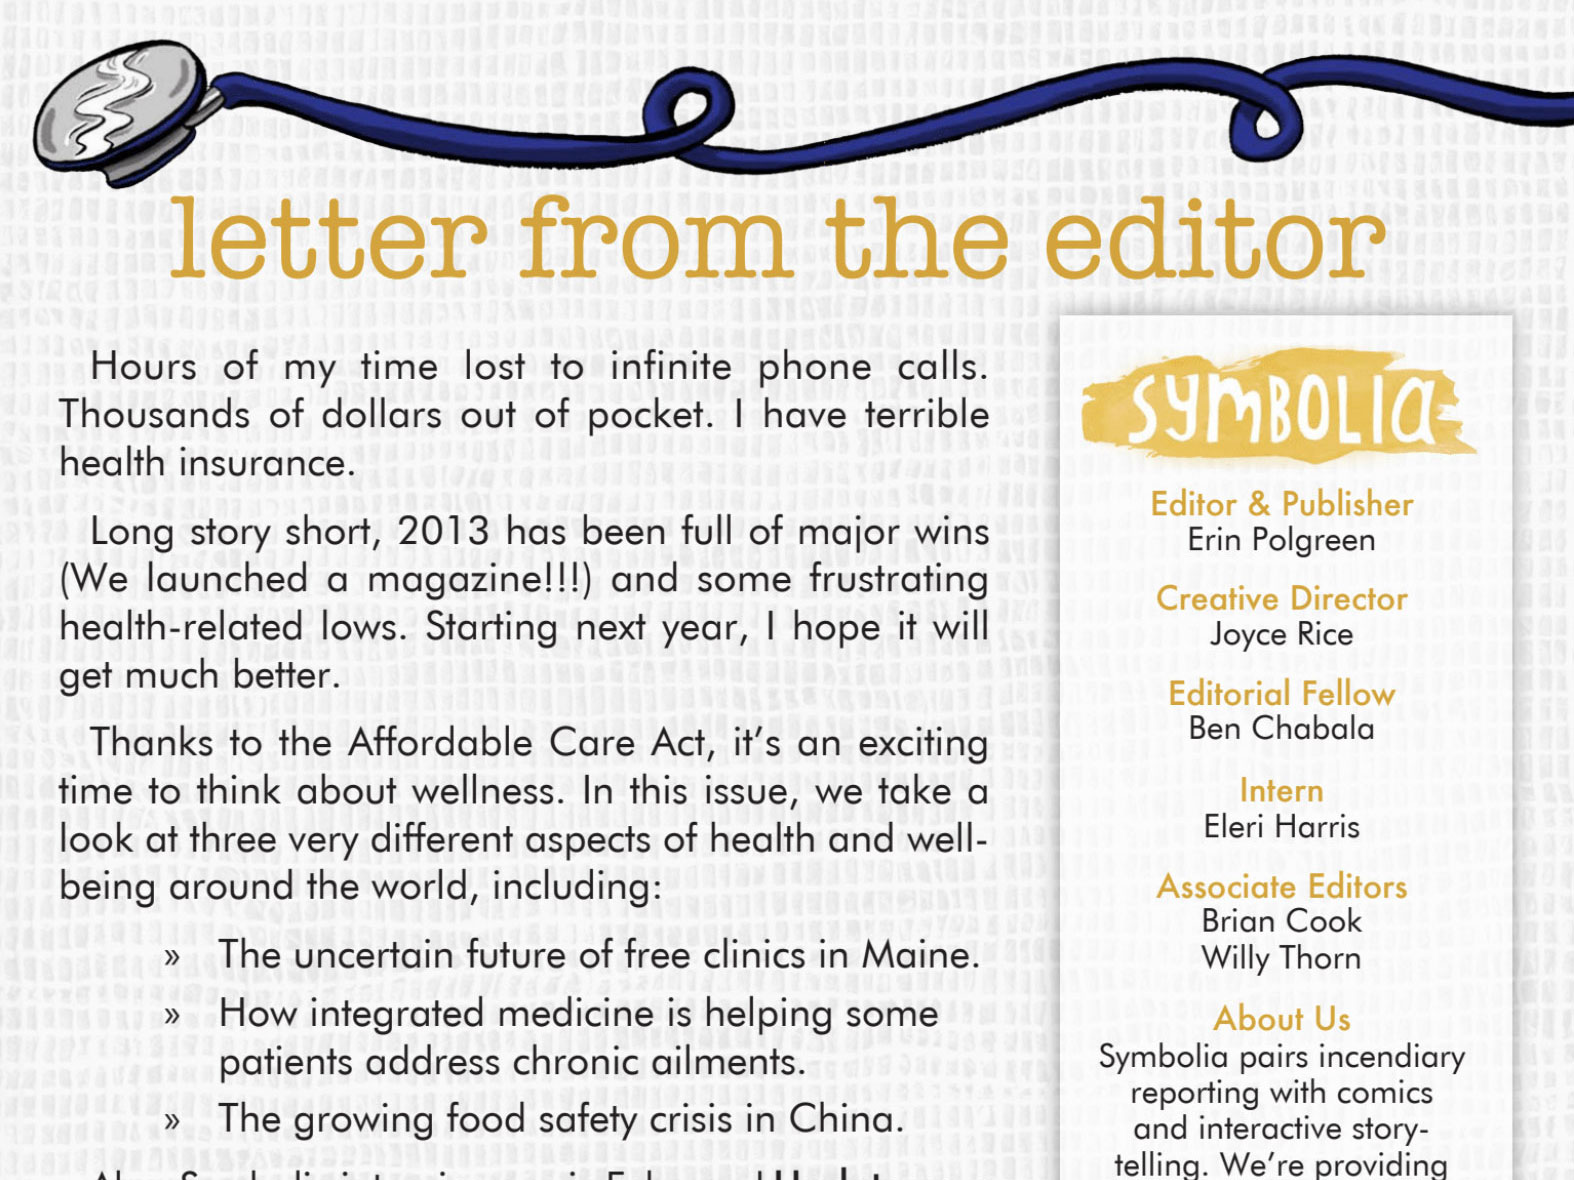 letter from the editor
Hours of my time lost to infinite phone calls.
Thousands of dollars out of pocket. I have terrible
health insurance.
Long story short, 2013 has been full of major wins
(We launched a magazine!!!) and some frustrating
health-related lows. Starting next year, I hope it will
get much better.
Thanks to the Affordable Care Act, it’s an exciting
time to think about wellness. In this issue, we take a
look at three very different aspects of health and well-
being around the world, including:
» The uncertain future of free clinics in Maine.
» How integrated medicine is helping some
patients address chronic ailments.
» The growing food safety crisis in China.
SYMBOLIA
Editor & Publisher
Erin Polgreen
Creative Director
Joyce Rice
Editorial Fellow
Ben Chabala
Intern
Eleri Harris
Associate Editors
Brian Cook
Willy Thorn
About Us
Symbolia pairs incendiary
reporting with comics
and interactive story-
telling. We’re providing